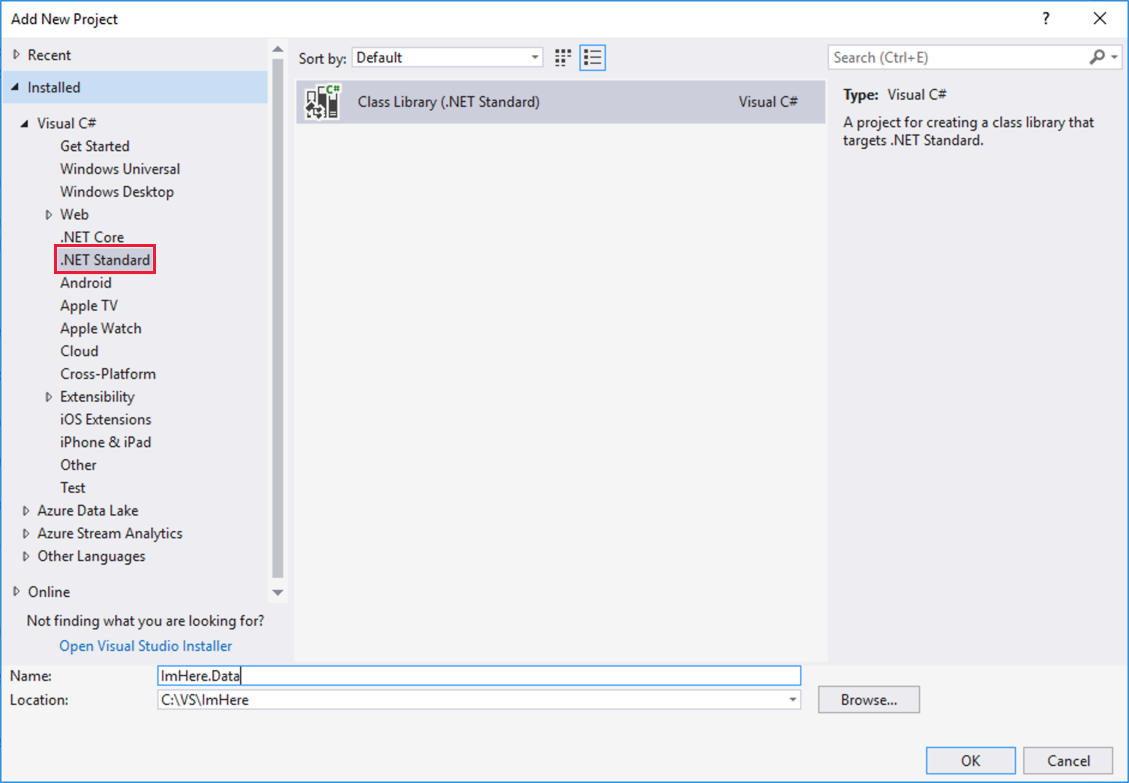 Add New Project
?
Recent
Installed
Visual C#
Get Started
Windows Universal
Windows Desktop
Web
.NET Core
.NET Standard
Android
Apple TV
Apple Watch
Cloud
Cross-Platform
Extensibility
iOS Extensions
iPhone & iPad
Other
Test
Azure Data Lake
Azure Stream Analytics
Other Languages
Online
Not finding what you are looking for?
Open Visual Studio Installer
Sort by: Default
C# Class Library (.NET Standard) Visual C#
Search (Ctrl+E)
Type: Visual C#
A project for creating a class library that
targets .NET Standard.
Name: ImHere.Data
Location: C:\VS\ImHere
Browse...
OK Cancel